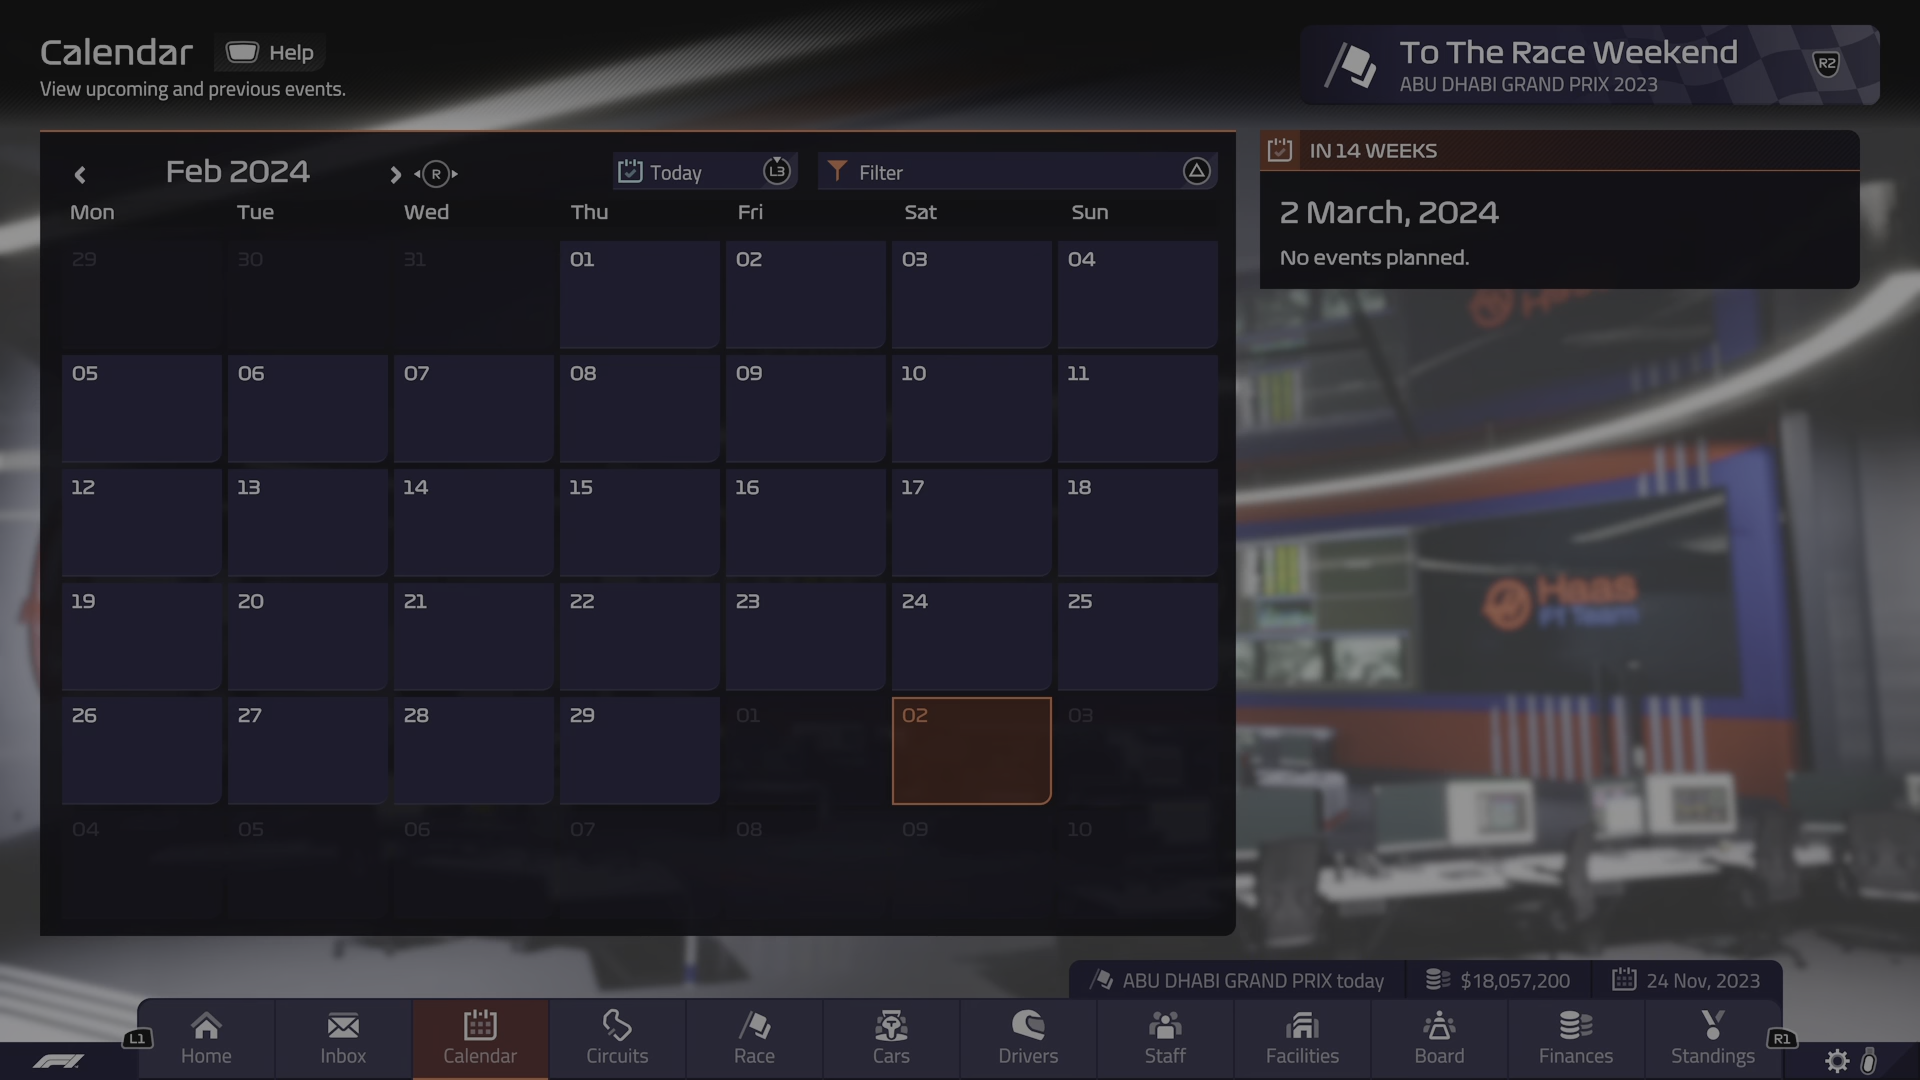 Calendar
Help
View upcoming and previous events.
To The Race Weekend
ABU DHABI GRAND PRIX 2023
R2
Feb 2024
R
Today
L3
Filter
Mon Tue Wed Thu Fri Sat Sun
29 30 31 01 02 03 04
05 06 07 08 09 10 11
12 13 14 15 16 17 18
19 20 21 22 23 24 25
26 27 28 29 01 02 03
04 05 06 07 08 09 10
IN 14 WEEKS
2 March, 2024
No events planned.
Haas
Haas
F1 Team
ABU DHABI GRAND PRIX today
$18,057,200
24 Nov, 2023
L1
Home
Inbox
Calendar
Circuits
Race
Cars
Drivers
Staff
Facilities
Board
Finances
Standings
R1